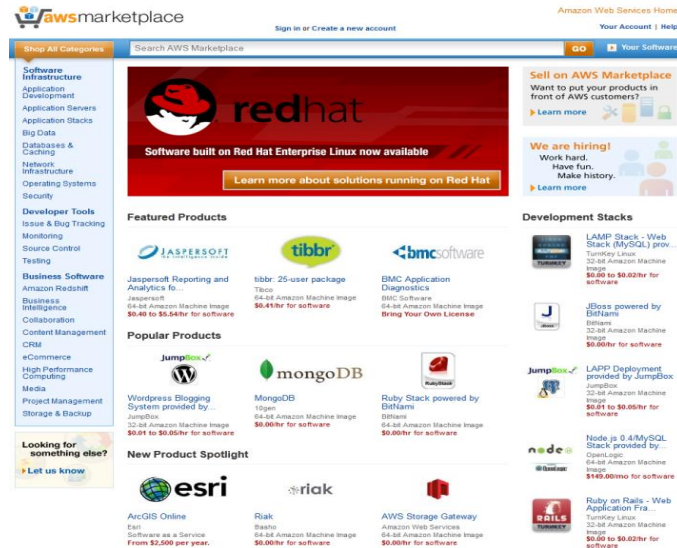 awsmarketplace
Amazon Web Services Home
Sign in or Create a new account
Your Account | Help
Shop All Categories
Search AWS Marketplace
GO
Your Software
Software
Infrastructure
Application
Development
Application Servers
Application Stacks
Big Data
Databases &
Caching
Network
Infrastructure
Operating Systems
Security
Developer Tools
Issue & Bug Tracking
Monitoring
Source Control
Testing
Business Software
Amazon Redshift
Business
Intelligence
Collaboration
Content Management
CRM
eCommerce
High Performance
Computing
Media
Project Management
Storage & Backup
Looking for
something else?
Let us know
redhat
Software built on Red Hat Enterprise Linux now available
Learn more about solutions running on Red Hat
Featured Products
JASPERSOFT
tibbr
bmcsoftware
Jaspersoft Reporting and
Analytics fo...
Jaspersoft
64-bit Amazon Machine Image
$0.40 to $5.54/hr for software
tibbr: 25-user package
Tibco
64-bit Amazon Machine Image
$0.41/hr for software
BMC Application
Diagnostics
BMC Software
64-bit Amazon Machine Image
Bring Your Own License
Popular Products
JumpBox
mongoDB
RubyStack
Wordpress Blogging
System provided by...
JumpBox
32-bit Amazon Machine Image
$0.01 to $0.05/hr for software
MongoDB
10gen
64-bit Amazon Machine Image
$0.00/hr for software
Ruby Stack powered by
BitNami
BitNami
64-bit Amazon Machine Image
$0.00/hr for software
New Product Spotlight
esri
riak
ArcGIS Online
Esri
Software as a Service
From $2,500 per year.
Riak
Basho
64-bit Amazon Machine Image
$0.00/hr for software
AWS Storage Gateway
Amazon Web Services
64-bit Amazon Machine Image
$0.00/hr for software
Sell on AWS Marketplace
Want to put your products in
front of AWS customers?
Learn more
We are hiring!
Work hard.
Have fun.
Make history.
Learn more
Development Stacks
TURNKEY
LAMP Stack - Web
Stack (MySQL) prov...
TurnKey Linux
32-bit Amazon Machine
Image
$0.00 to $0.02/hr for
software
J
JBoss powered by
BitNami
BitNami
32-bit Amazon Machine
Image
$0.00/hr for software
JumpBox
LAPP Deployment
provided by JumpBox
JumpBox
32-bit Amazon Machine
Image
$0.01 to $0.05/hr for
software
node
OpenLogic
Node.js 0.4/MySQL
Stack provided by...
OpenLogic
64-bit Amazon Machine
Image
$149.00/mo for software
RAILS
TURNKEY
Ruby on Rails - Web
Application Fra...
TurnKey Linux
32-bit Amazon Machine
Image
$0.00 to $0.02/hr for
software